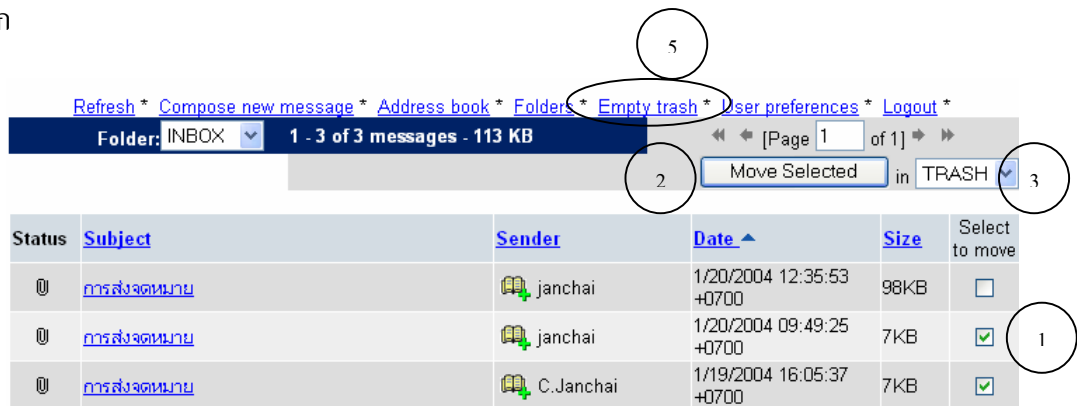 ก
5
Refresh * Compose new message * Address book * Folders * Empty trash * User preferences * Logout *
Folder: INBOX 1 - 3 of 3 messages - 113 KB [Page 1 of 1]
2 Move Selected in TRASH 3
Status Subject Sender Date Size Select to move
การส่งจดหมาย janchai 1/20/2004 12:35:53 +0700 98KB
การส่งจดหมาย janchai 1/20/2004 09:49:25 +0700 7KB 1
การส่งจดหมาย C.Janchai 1/19/2004 16:05:37 +0700 7KB